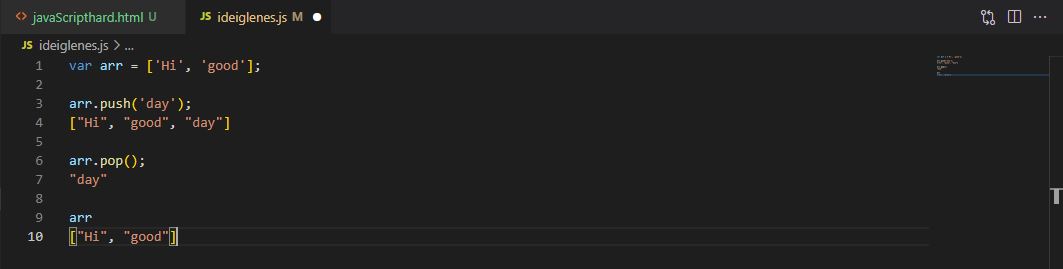 <> javaScripthard.html U
JS ideiglenes.js M
JS ideiglenes.js > ...
1 var arr = ['Hi', 'good'];
2
3 arr.push('day');
4 ["Hi", "good", "day"]
5
6 arr.pop();
7 "day"
8
9 arr
10 ["Hi", "good"]